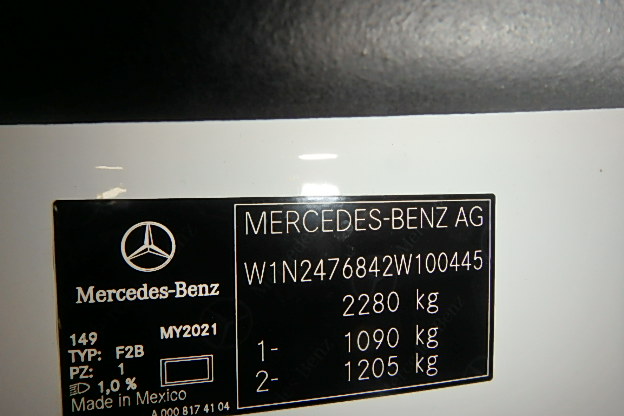 Mercedes-Benz
149 MY2021
TYP: F2B
PZ: 1
1,0 %
Made in Mexico
A 000 817 41 04
MERCEDES-BENZ AG
W1N2476842W100445
2280 kg
1- 1090 kg
2- 1205 kg